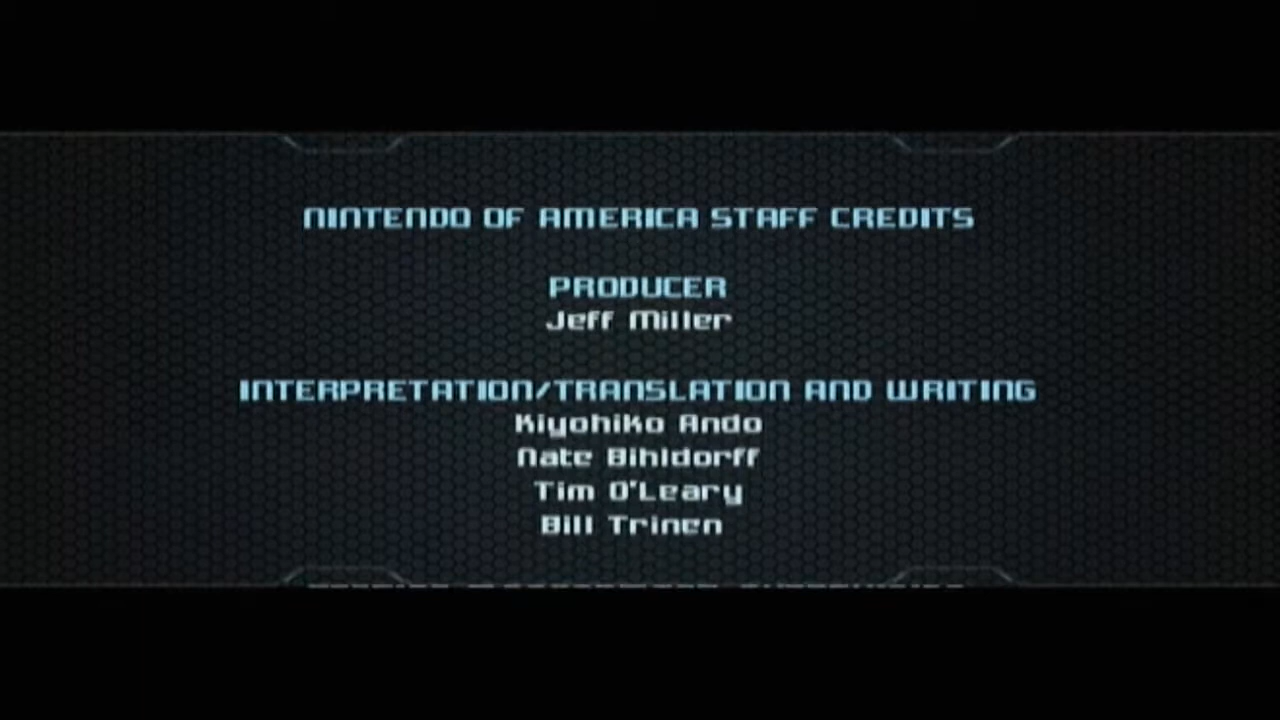 NINTENDO OF AMERICA STAFF CREDITS
PRODUCER
Jeff Miller
INTERPRETATION/TRANSLATION AND WRITING
Kiyohiko Ando
Nate Bihldorff
Tim O'Leary
Bill Trinen